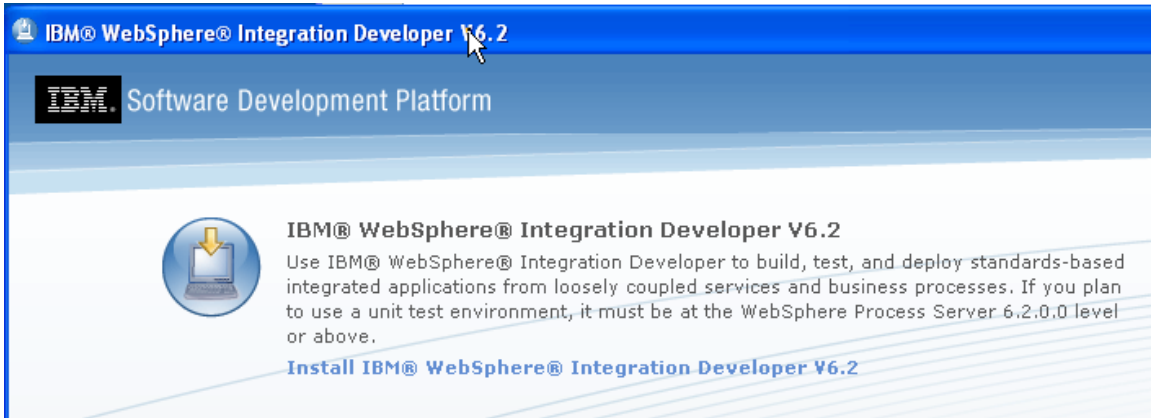 IBM® WebSphere® Integration Developer V6.2
IBM. Software Development Platform
IBM® WebSphere® Integration Developer V6.2
Use IBM® WebSphere® Integration Developer to build, test, and deploy standards-based
integrated applications from loosely coupled services and business processes. If you plan
to use a unit test environment, it must be at the WebSphere Process Server 6.2.0.0 level
or above.
Install IBM® WebSphere® Integration Developer V6.2